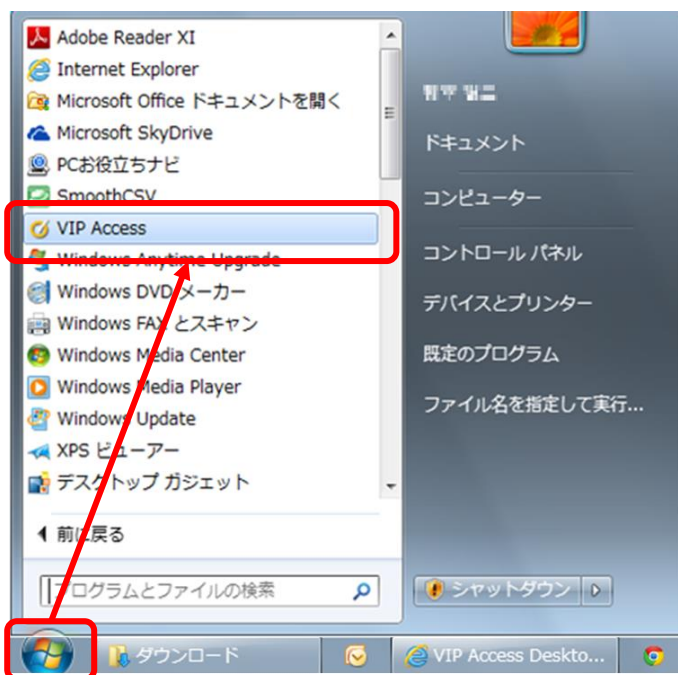 Adobe Reader XI
Internet Explorer
Microsoft Office ドキュメントを開く
Microsoft SkyDrive
PCお役立ちナビ
SmoothCSV
VIP Access
Windows Anytime Upgrade
Windows DVD メーカー
Windows FAX とスキャン
Windows Media Center
Windows Media Player
Windows Update
XPS ビューアー
デスクトップ ガジェット
前に戻る
プログラムとファイルの検索
ドキュメント
コンピューター
コントロール パネル
デバイスとプリンター
既定のプログラム
ファイル名を指定して実行...
シャットダウン
ダウンロード
VIP Access Deskto...